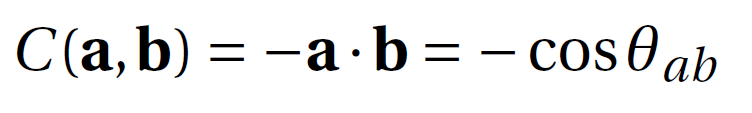 C(a,b) = −a · b = − cos θ_ab